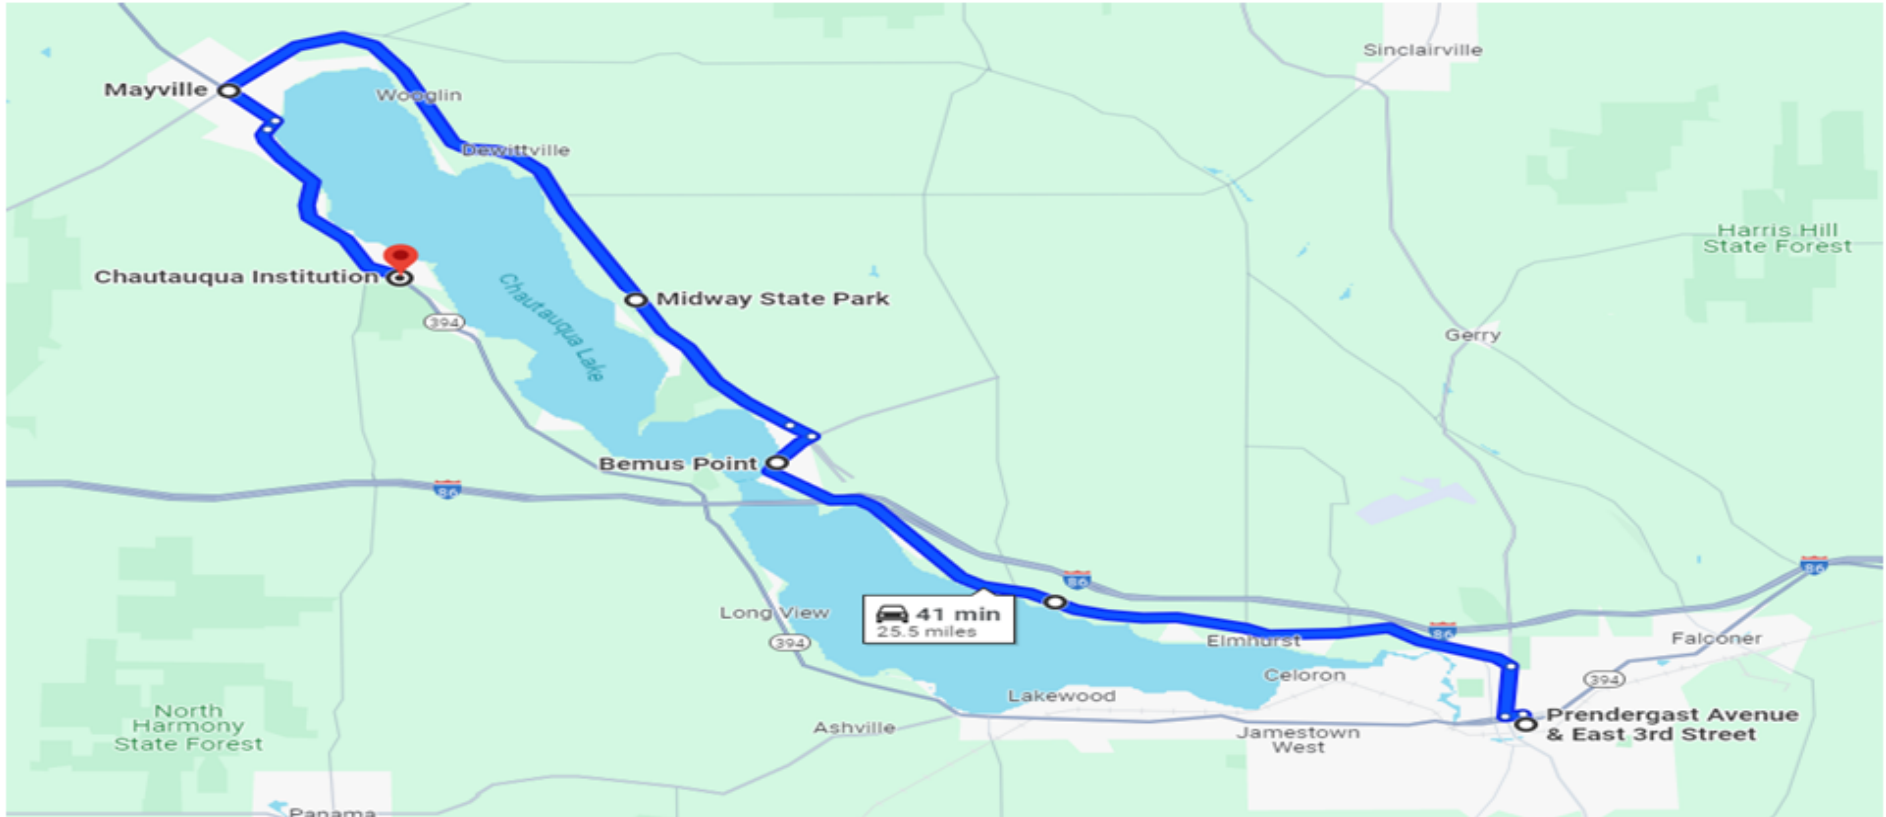 Sinclairville
Mayville
Wooglin
Dewittville
Harris Hill
State Forest
Chautauqua Institution
Midway State Park
Chautauqua Lake
394
Gerry
Bemus Point
86
86
86
41 min
25.5 miles
Long View
394
86
Elmhurst
Falconer
Celoron
394
Lakewood
North
Harmony
State Forest
Ashville
Prendergast Avenue
& East 3rd Street
Jamestown
West
Panama